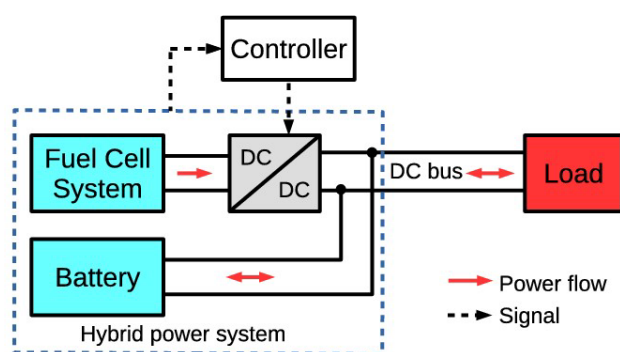 Controller
Fuel Cell
System
DC
DC
DC bus
Load
Battery
Power flow
Signal
Hybrid power system